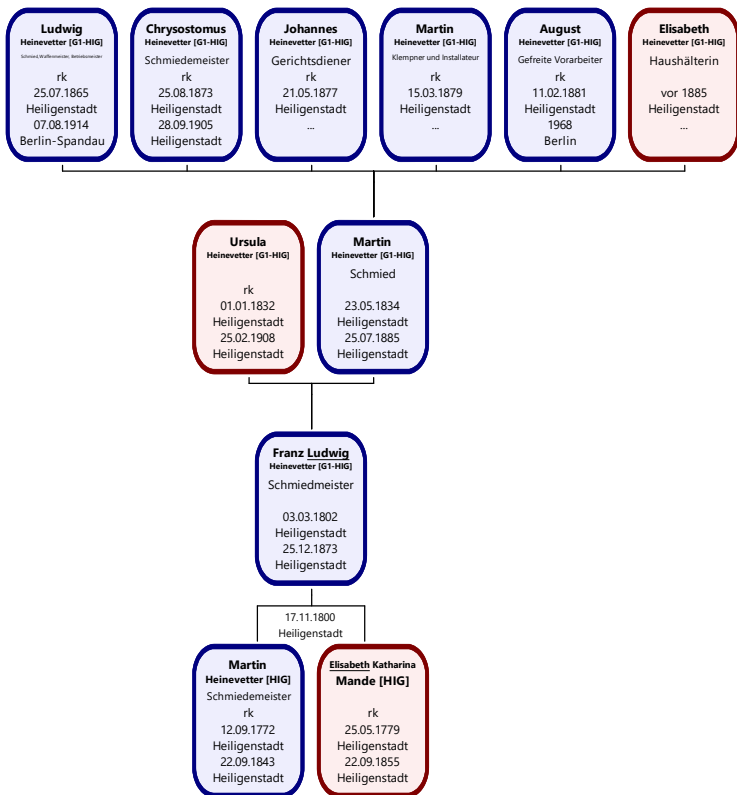 Ludwig
Heinevetter [G1-HIG]
Schmied, Waffenmeister, Betriebsmeister
rk
25.07.1865
Heiligenstadt
07.08.1914
Berlin-Spandau
Chrysostomus
Heinevetter [G1-HIG]
Schmiedemeister
rk
25.08.1873
Heiligenstadt
28.09.1905
Heiligenstadt
Johannes
Heinevetter [G1-HIG]
Gerichtsdiener
rk
21.05.1877
Heiligenstadt
...
Martin
Heinevetter [G1-HIG]
Klempner und Installateur
rk
15.03.1879
Heiligenstadt
...
August
Heinevetter [G1-HIG]
Gefreite Vorarbeiter
rk
11.02.1881
Heiligenstadt
1968
Berlin
Elisabeth
Heinevetter [G1-HIG]
Haushälterin
vor 1885
Heiligenstadt
...
Ursula
Heinevetter [G1-HIG]
rk
01.01.1832
Heiligenstadt
25.02.1908
Heiligenstadt
Martin
Heinevetter [G1-HIG]
Schmied
23.05.1834
Heiligenstadt
25.07.1885
Heiligenstadt
Franz Ludwig
Heinevetter [G1-HIG]
Schmiedmeister
03.03.1802
Heiligenstadt
25.12.1873
Heiligenstadt
17.11.1800
Heiligenstadt
Martin
Heinevetter [HIG]
Schmiedemeister
rk
12.09.1772
Heiligenstadt
22.09.1843
Heiligenstadt
Elisabeth Katharina
Mande [HIG]
rk
25.05.1779
Heiligenstadt
22.09.1855
Heiligenstadt